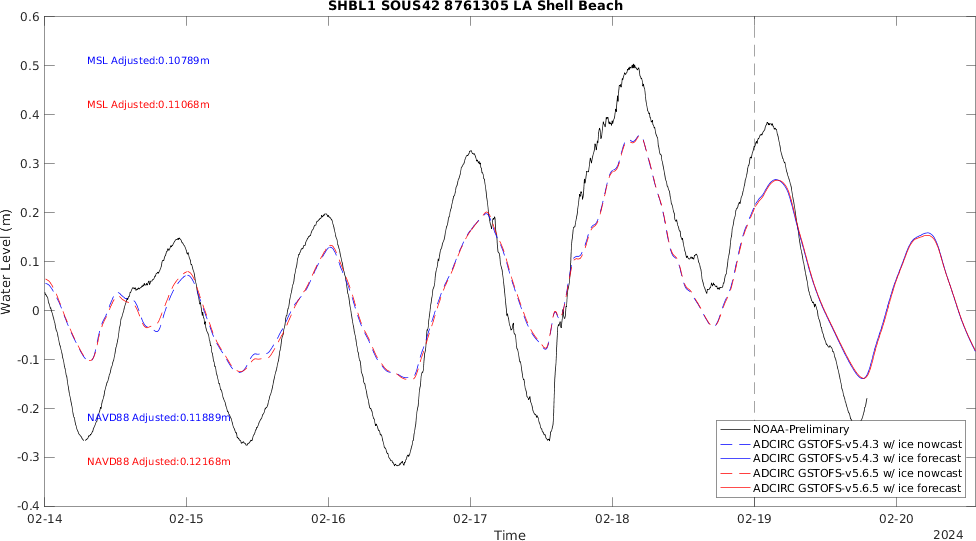 SHBL1 SOUS42 8761305 LA Shell Beach
0.6
0.5
0.4
0.3
0.2
0.1
0
-0.1
-0.2
-0.3
-0.4
Water Level (m)
MSL Adjusted:0.10789m
MSL Adjusted:0.11068m
NAVD88 Adjusted:0.11889m
NAVD88 Adjusted:0.12168m
NOAA-Preliminary
ADCIRC GSTOFS-v5.4.3 w/ ice nowcast
ADCIRC GSTOFS-v5.4.3 w/ ice forecast
ADCIRC GSTOFS-v5.6.5 w/ ice nowcast
ADCIRC GSTOFS-v5.6.5 w/ ice forecast
02-14 02-15 02-16 02-17 02-18 02-19 02-20
Time
2024